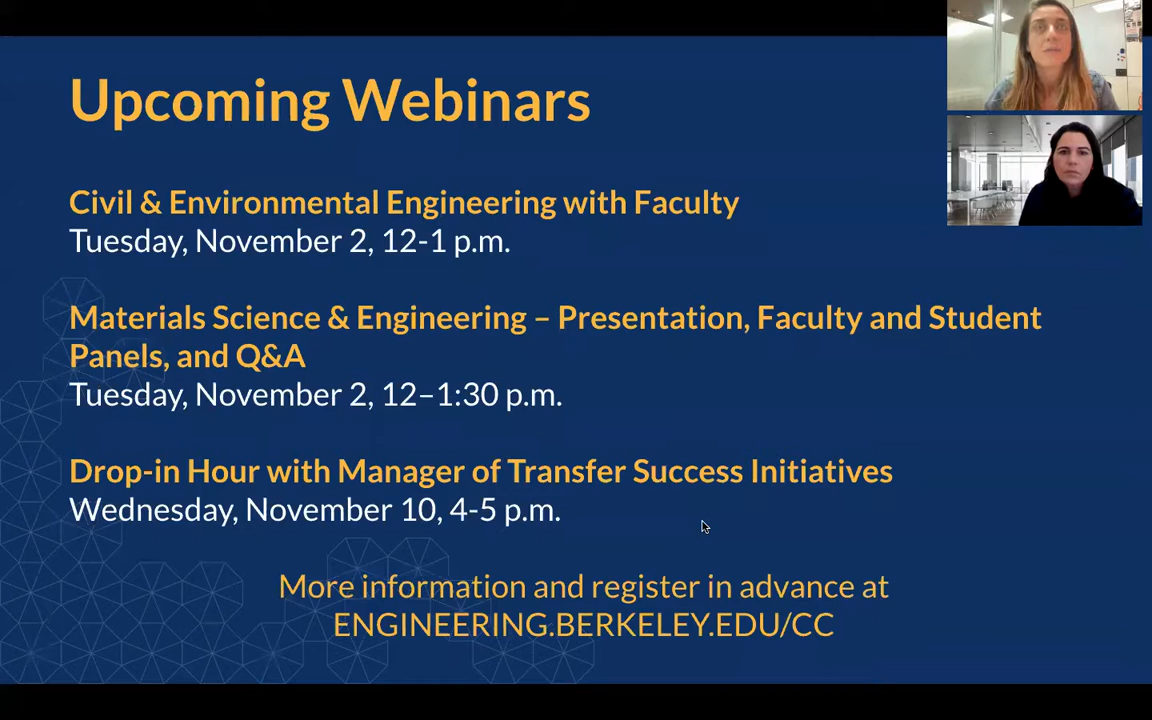 Upcoming Webinars
Civil & Environmental Engineering with Faculty
Tuesday, November 2, 12-1 p.m.
Materials Science & Engineering – Presentation, Faculty and Student
Panels, and Q&A
Tuesday, November 2, 12–1:30 p.m.
Drop-in Hour with Manager of Transfer Success Initiatives
Wednesday, November 10, 4-5 p.m.
More information and register in advance at
ENGINEERING.BERKELEY.EDU/CC